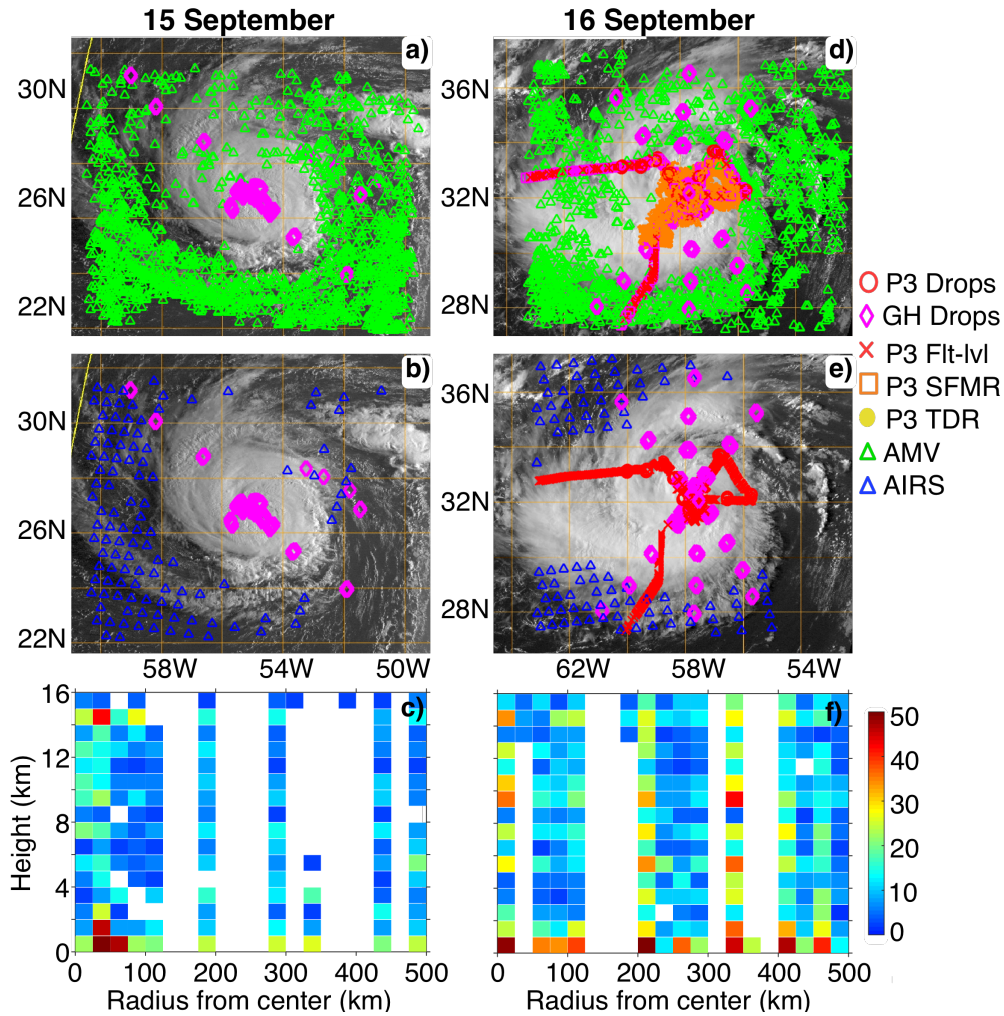 15 September
16 September
a)
d)
30N
26N
22N
36N
32N
28N
P3 Drops
GH Drops
P3 Flt-lvl
P3 SFMR
P3 TDR
AMV
AIRS
b)
e)
30N
26N
22N
36N
32N
28N
58W
54W
50W
62W
58W
54W
c)
f)
16
12
8
4
0
Height (km)
50
40
30
20
10
0
0
100
200
300
400
500
0
100
200
300
400
500
Radius from center (km)
Radius from center (km)